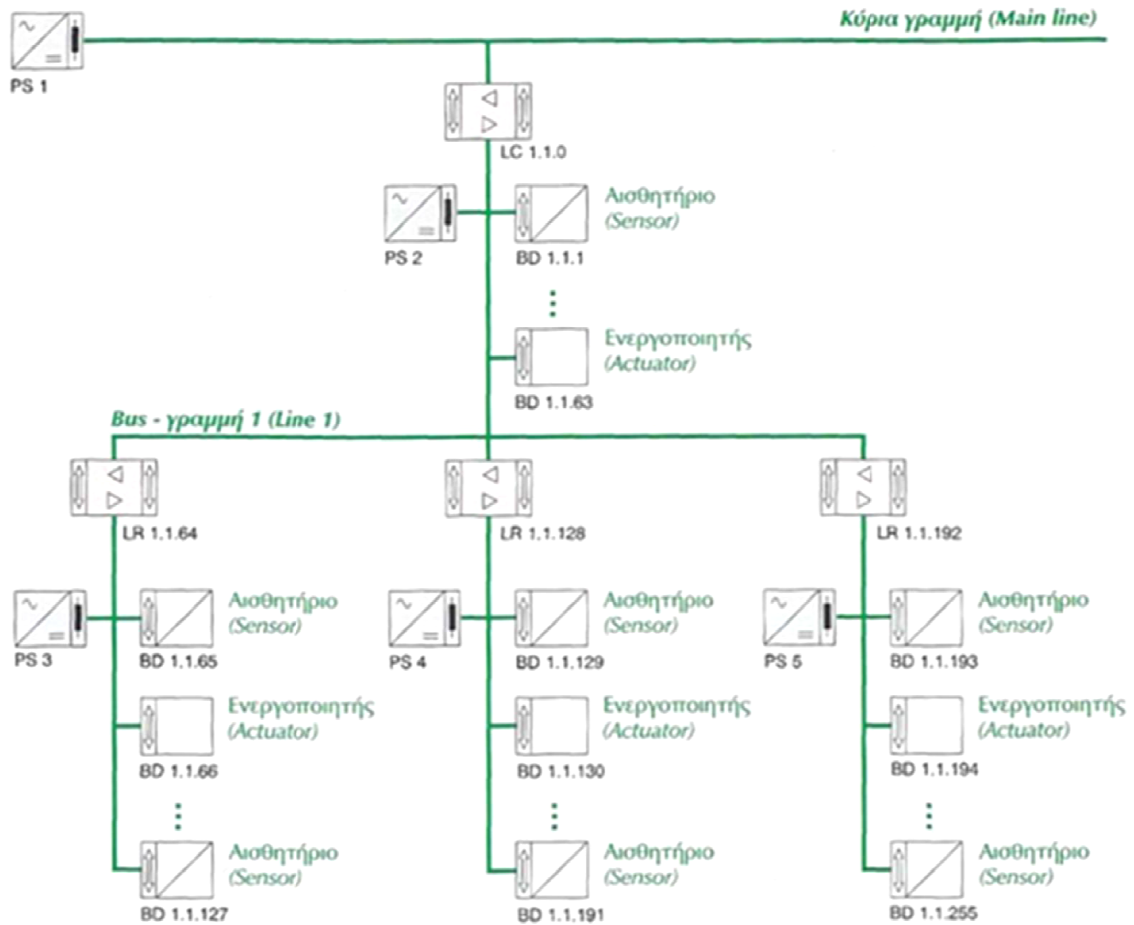 Κύρια γραμμή (Main line)
PS 1
LC 1.1.0
Αισθητήριο
(Sensor)
PS 2
BD 1.1.1
Ενεργοποιητής
(Actuator)
BD 1.1.63
Bus - γραμμή 1 (Line 1)
LR 1.1.64
LR 1.1.128
LR 1.1.192
Αισθητήριο
(Sensor)
Αισθητήριο
(Sensor)
Αισθητήριο
(Sensor)
PS 3
BD 1.1.65
PS 4
BD 1.1.129
PS 5
BD 1.1.193
Ενεργοποιητής
(Actuator)
Ενεργοποιητής
(Actuator)
Ενεργοποιητής
(Actuator)
BD 1.1.66
BD 1.1.130
BD 1.1.194
Αισθητήριο
(Sensor)
Αισθητήριο
(Sensor)
Αισθητήριο
(Sensor)
BD 1.1.127
BD 1.1.191
BD 1.1.255